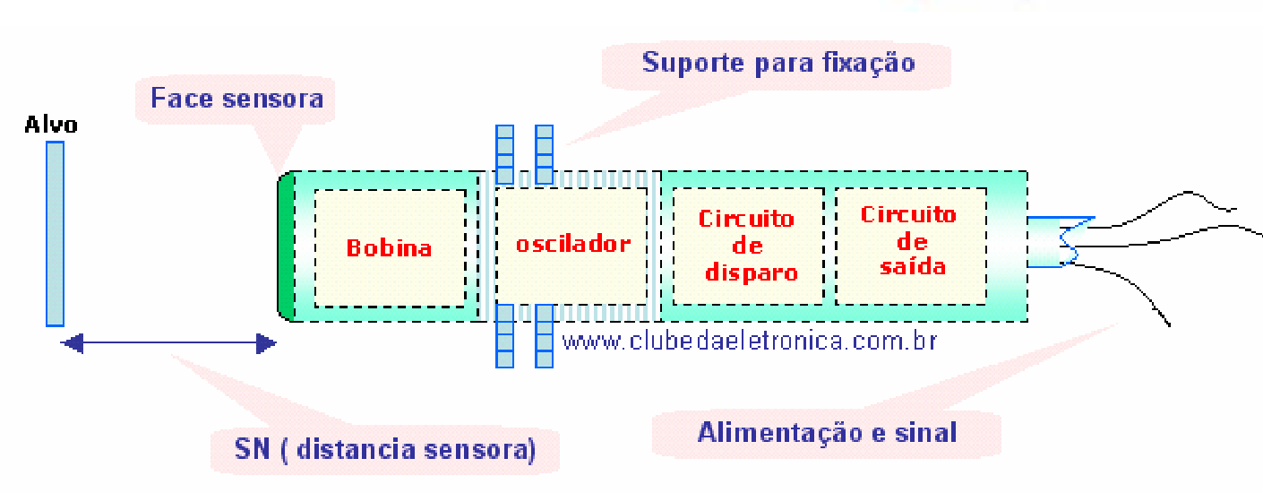 Suporte para fixação
Face sensora
Alvo
Bobina
oscilador
Circuito
de
disparo
Circuito
de
saída
www.clubedaeletronica.com.br
SN ( distancia sensora)
Alimentação e sinal